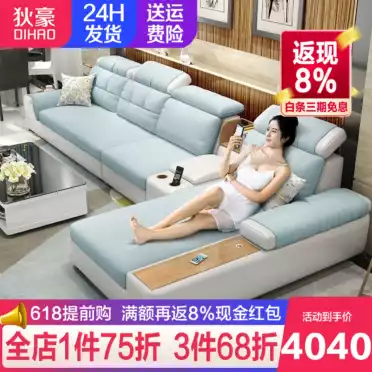 狄豪
DIHAO
24H
发货
送运
费险
返现
8%
白条三期免息
618提前购 满额再返8%现金红包
活动到手价
全店1件75折 3件68折
4040